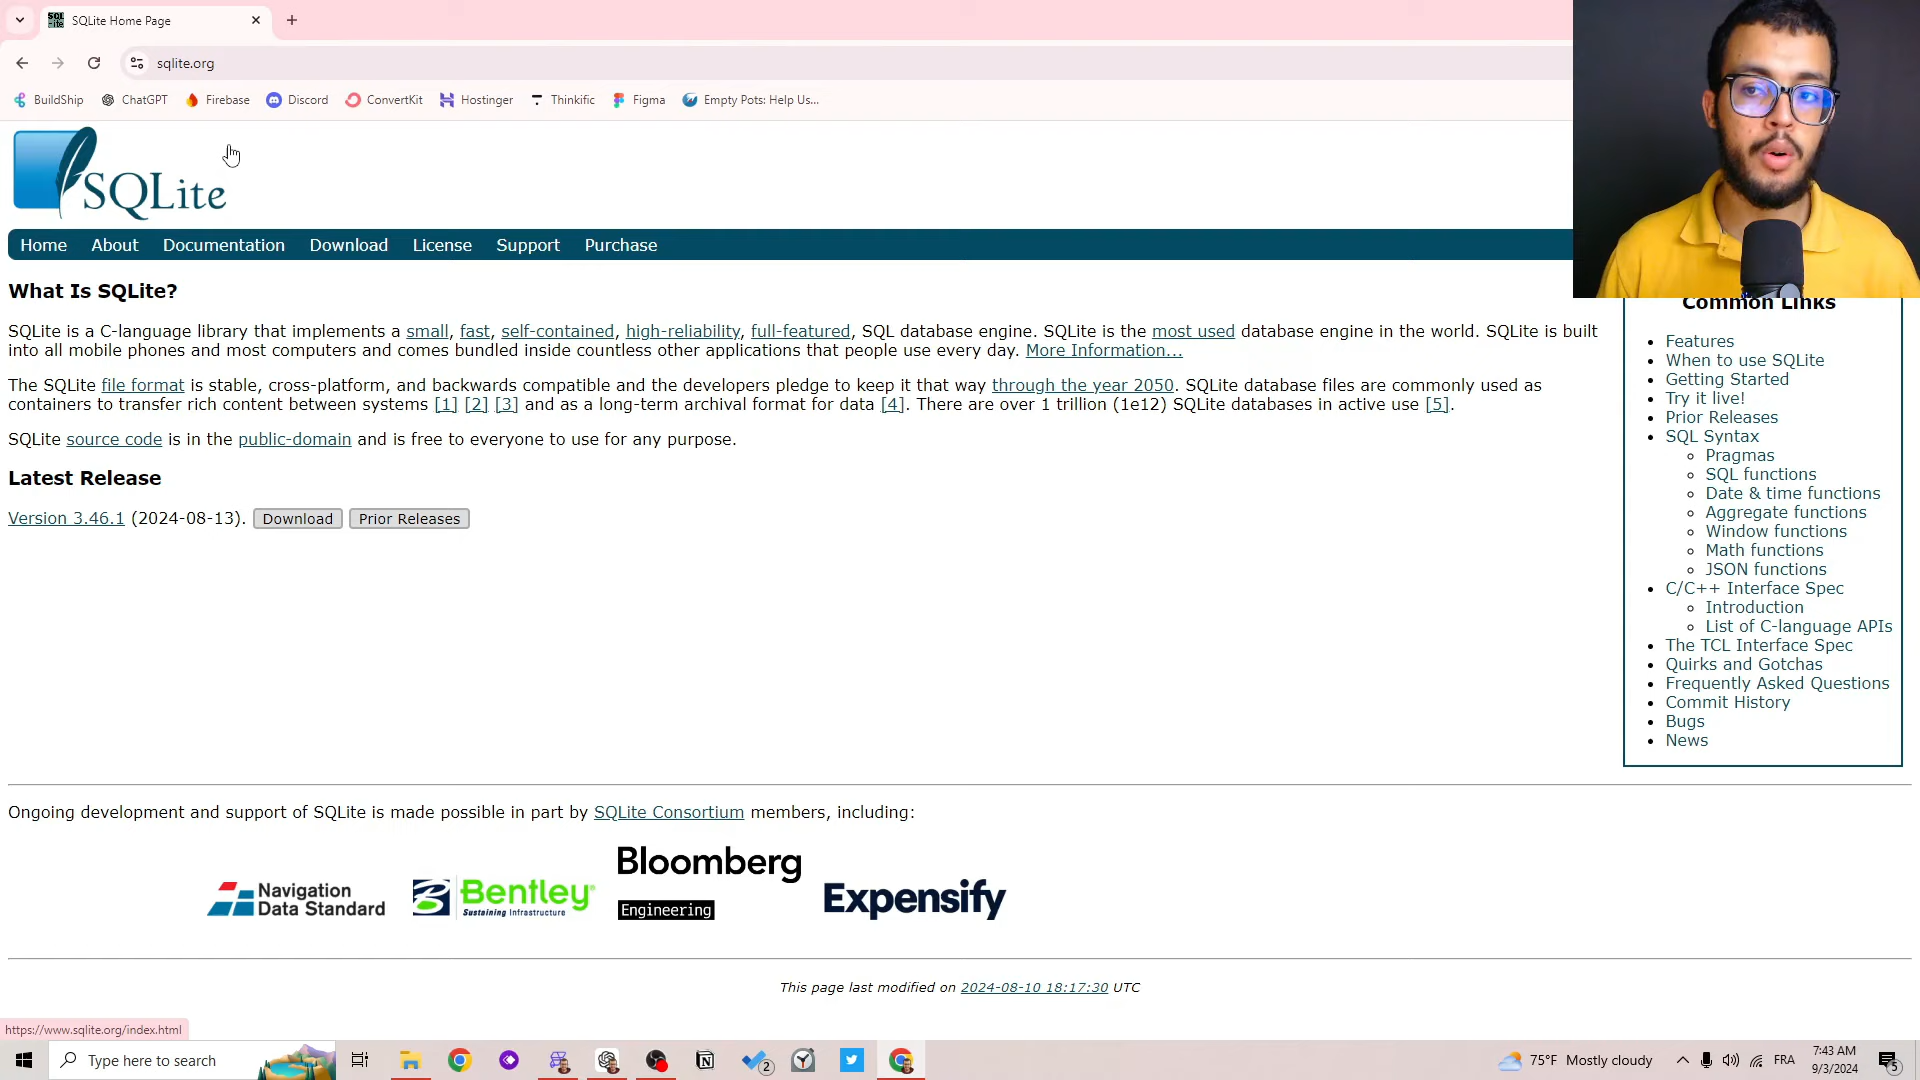 SQLite Home Page
sqlite.org
BuildShip ChatGPT Firebase Discord ConvertKit Hostinger Thinkific Figma Empty Pots: Help Us...
SQLite
Home About Documentation Download License Support Purchase
What Is SQLite?
SQLite is a C-language library that implements a small, fast, self-contained, high-reliability, full-featured, SQL database engine. SQLite is the most used database engine in the world. SQLite is built
into all mobile phones and most computers and comes bundled inside countless other applications that people use every day. More Information...
The SQLite file format is stable, cross-platform, and backwards compatible and the developers pledge to keep it that way through the year 2050. SQLite database files are commonly used as
containers to transfer rich content between systems [1] [2] [3] and as a long-term archival format for data [4]. There are over 1 trillion (1e12) SQLite databases in active use [5].
SQLite source code is in the public-domain and is free to everyone to use for any purpose.
Latest Release
Version 3.46.1 (2024-08-13). Download Prior Releases
Common Links
Features
When to use SQLite
Getting Started
Try it live!
Prior Releases
SQL Syntax
Pragmas
SQL functions
Date & time functions
Aggregate functions
Window functions
Math functions
JSON functions
C/C++ Interface Spec
Introduction
List of C-language APIs
The TCL Interface Spec
Quirks and Gotchas
Frequently Asked Questions
Commit History
Bugs
News
Ongoing development and support of SQLite is made possible in part by SQLite Consortium members, including:
Navigation
Data Standard
Bentley
Sustaining Infrastructure
Bloomberg
Engineering
Expensify
This page last modified on 2024-08-10 18:17:30 UTC
https://www.sqlite.org/index.html
Type here to search
2
75°F Mostly cloudy
FRA
7:43 AM
9/3/2024
5